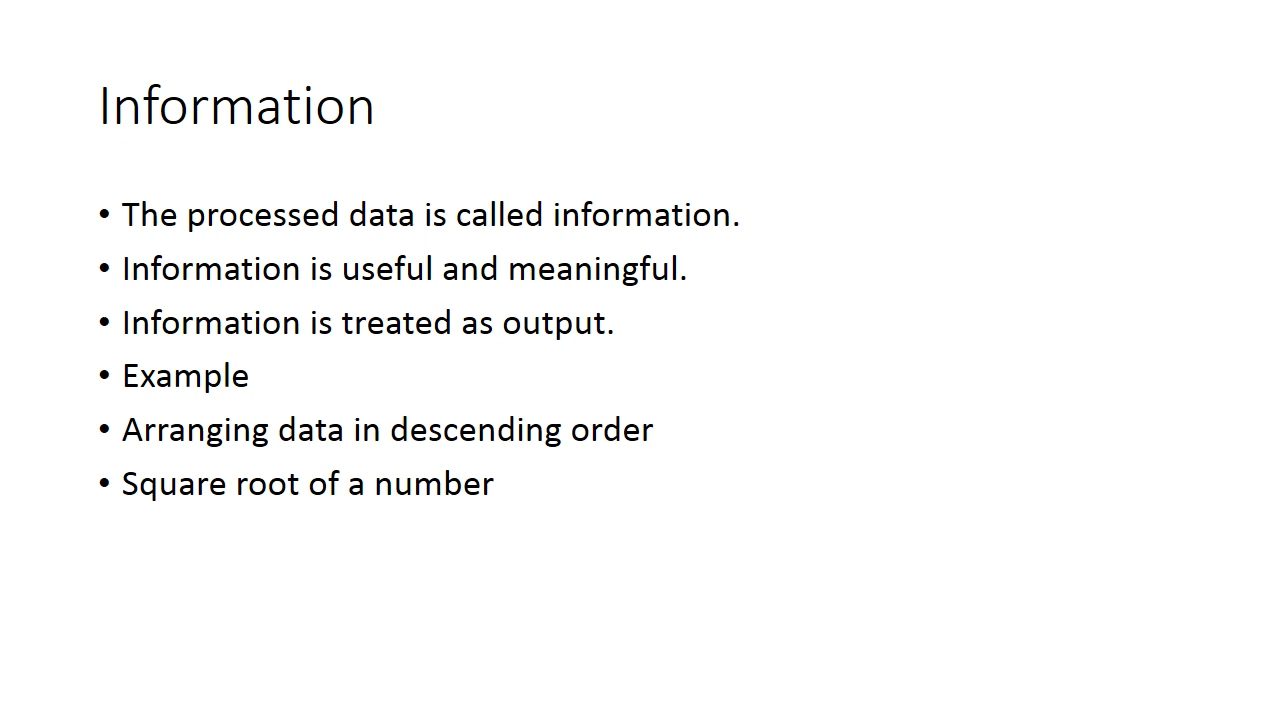 Information
• The processed data is called information.
• Information is useful and meaningful.
• Information is treated as output.
• Example
• Arranging data in descending order
• Square root of a number